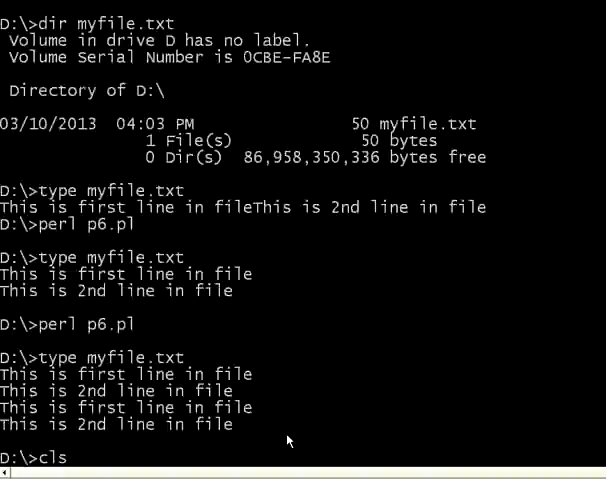 D:\>dir myfile.txt
Volume in drive D has no label.
Volume Serial Number is 0CBE-FA8E
Directory of D:\
03/10/2013  04:03 PM                50 myfile.txt
1 File(s)             50 bytes
0 Dir(s)  86,958,350,336 bytes free
D:\>type myfile.txt
This is first line in fileThis is 2nd line in file
D:\>perl p6.pl
D:\>type myfile.txt
This is first line in file
This is 2nd line in file
D:\>perl p6.pl
D:\>type myfile.txt
This is first line in file
This is 2nd line in file
This is first line in file
This is 2nd line in file
D:\>cls